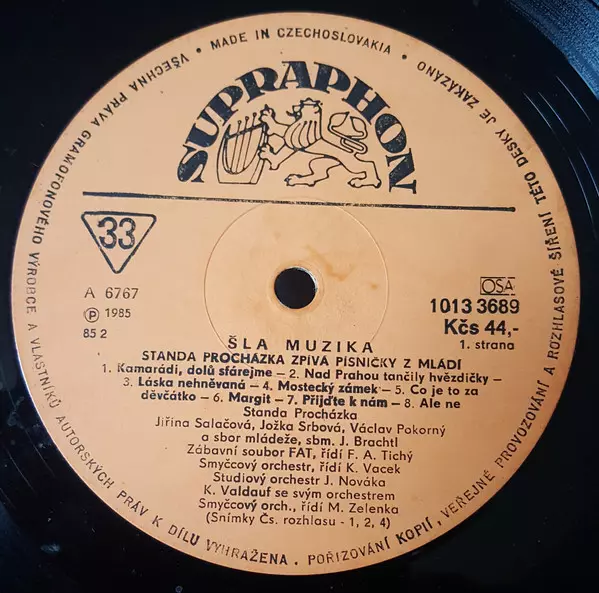 VŠECHNA PRÁVA GRAMOFONOVÉHO VÝROBCE A VLASTNÍKŮ AUTORSKÝCH PRÁV K DÍLU VYHRAŽENA. POŘIZOVÁNÍ KOPIÍ, VEŘEJNÉ PROVOZOVÁNÍ A ROZHLASOVÉ ŠÍŘENÍ TÉTO DESKY JE ZAKÁZÁNO • MADE IN CZECHOSLOVAKIA •
SUPRAPHON
33
A 6767
Ⓟ 1985
85 2
OSA
1013 3689
Kčs 44,-
1. strana
ŠLA MUZIKA
STANDA PROCHÁZKA ZPÍVÁ PÍSNIČKY Z MLÁDÍ
1. Kamarádi, dolů sfárejme – 2. Nad Prahou tančily hvězdičky –
3. Láska nehněvaná – 4. Mostecký zámek – 5. Co je to za
děvčátko – 6. Margit – 7. Přijďte k nám – 8. Ale ne
Standa Procházka
Jiřina Salačová, Jožka Srbová, Václav Pokorný
a sbor mládeže, sbm. J. Brachtl
Zábavní soubor FAT, řídí F. A. Tichý
Smyčcový orchestr, řídí K. Vacek
Studiový orchestr J. Nováka
K. Valdauf se svým orchestrem
Smyčcový orch., řídí M. Zelenka
(Snímky Čs. rozhlasu - 1, 2, 4)